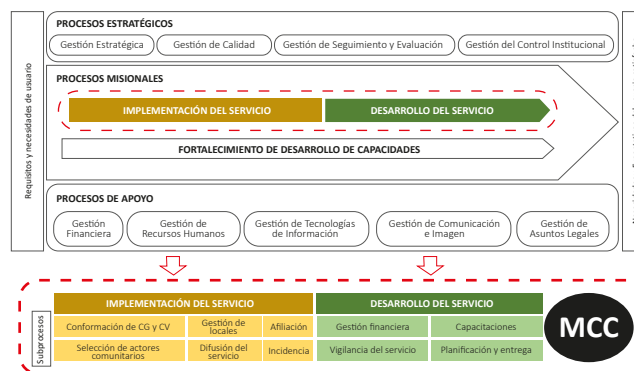 Requisitos y necesidades de usuario
PROCESOS ESTRATÉGICOS
Gestión Estratégica
Gestión de Calidad
Gestión de Seguimiento y Evaluación
Gestión del Control Institucional
PROCESOS MISIONALES
IMPLEMENTACIÓN DEL SERVICIO
DESARROLLO DEL SERVICIO
FORTALECIMIENTO DE DESARROLLO DE CAPACIDADES
PROCESOS DE APOYO
Gestión
Financiera
Gestión de
Recursos Humanos
Gestión de Tecnologías
de Información
Gestión de Comunicación
e Imagen
Gestión de
Asuntos Legales
Subprocesos
IMPLEMENTACIÓN DEL SERVICIO
DESARROLLO DEL SERVICIO
Conformación de CG y CV
Gestión de
locales
Afiliación
Gestión financiera
Capacitaciones
Selección de actores
comunitarios
Difusión del
servicio
Incidencia
Vigilancia del servicio
Planificación y entrega
MCC